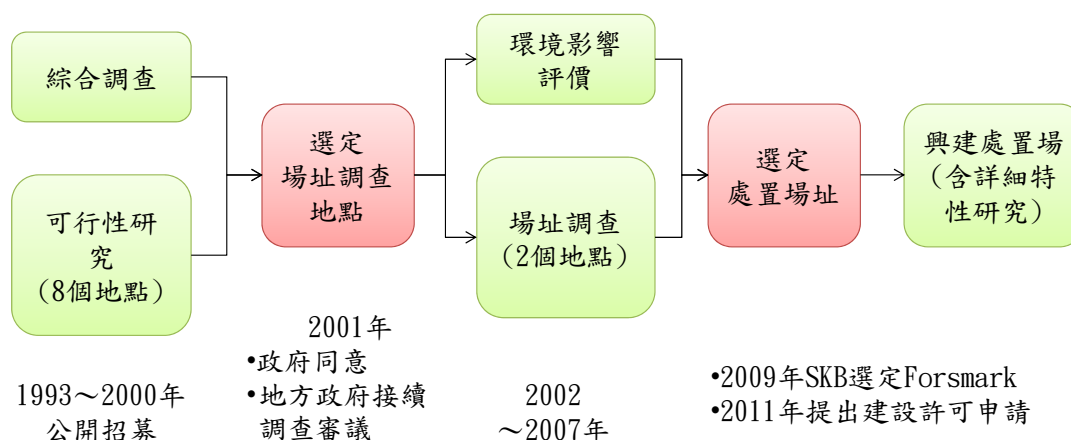 綜合調查
可行性研
究
(8個地點)
選定
場址調查
地點
環境影響
評價
場址調查
(2個地點)
選定
處置場址
興建處置場
(含詳細特
性研究)
1993～2000年
公開招募
2001年
•政府同意
•地方政府接續
調查審議
2002
～2007年
•2009年SKB選定Forsmark
•2011年提出建設許可申請